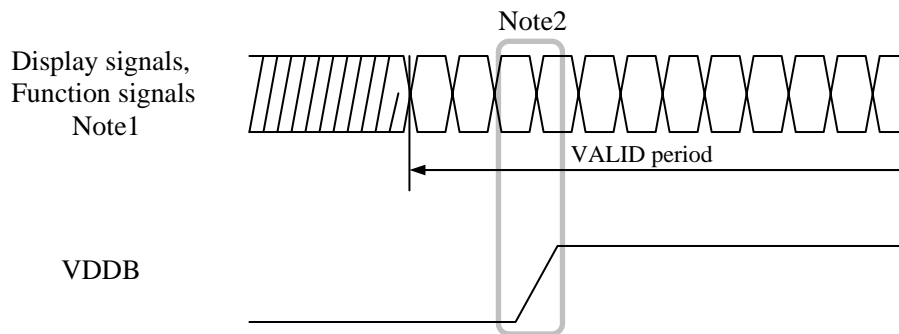 Note2
Display signals,
Function signals
Note1
VALID period
VDDB